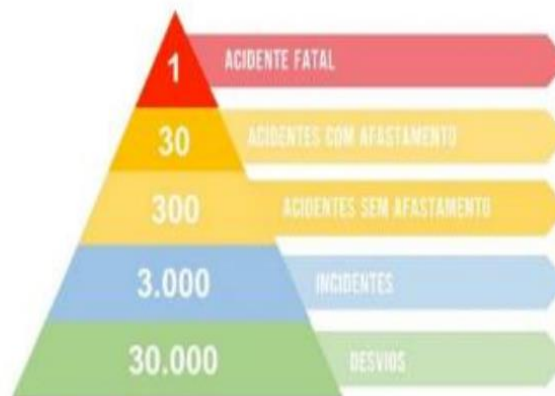 1 ACIDENTE FATAL
30 ACIDENTES COM AFASTAMENTO
300 ACIDENTES SEM AFASTAMENTO
3.000 INCIDENTES
30.000 DESVIOS